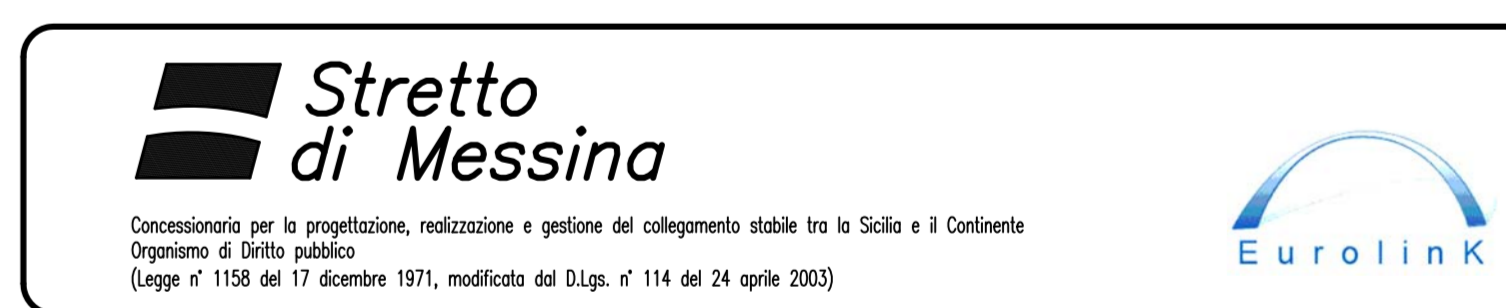 Stretto
di Messina
Concessionaria per la progettazione, realizzazione e gestione del collegamento stabile tra la Sicilia e il Continente
Organismo di Diritto pubblico
(Legge n° 1158 del 17 dicembre 1971, modificata dal D.Lgs. n° 114 del 24 aprile 2003)
EurolinK